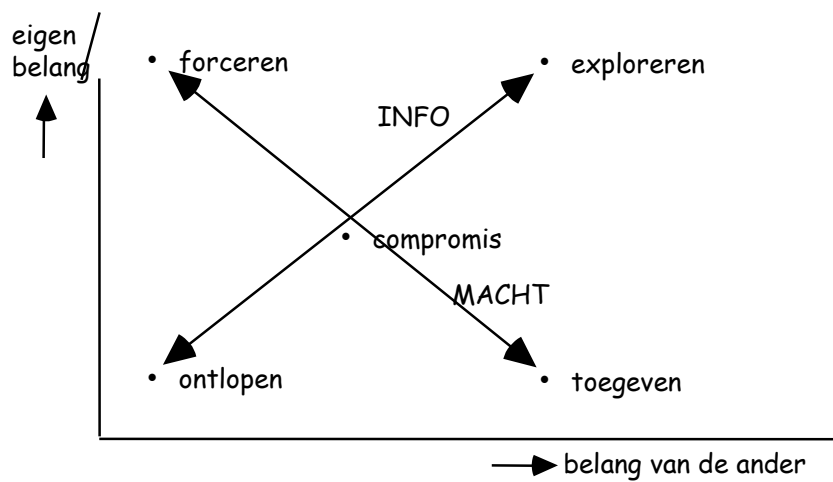 eigen
belang
• forceren
• exploreren
INFO
• compromis
MACHT
• ontlopen
• toegeven
belang van de ander